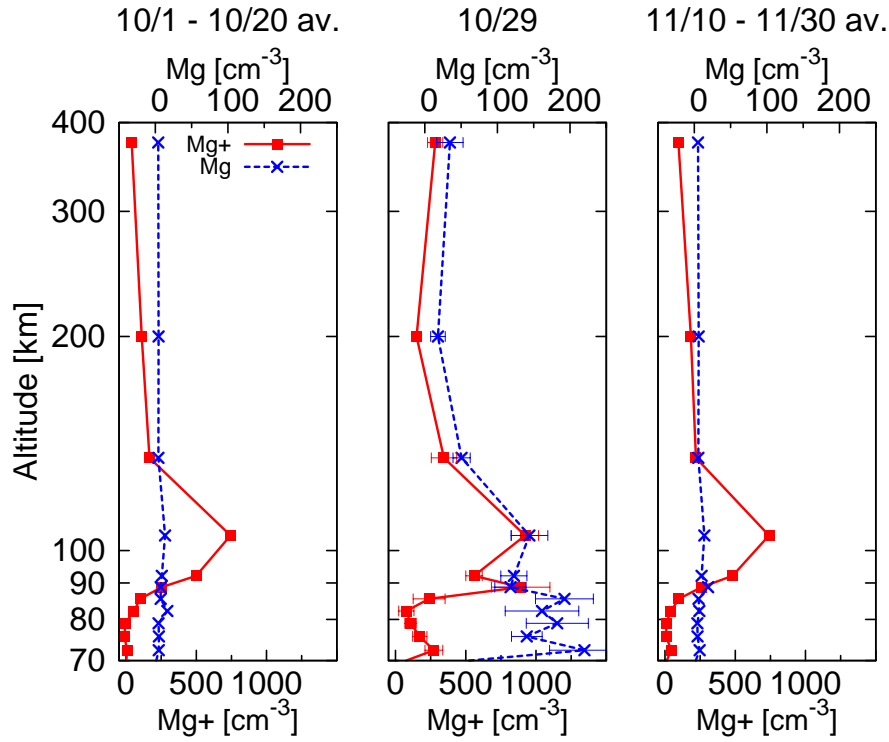 10/1 - 10/20 av.
10/29
11/10 - 11/30 av.
Mg [cm-3]
Mg [cm-3]
Mg [cm-3]
0 100 200
0 100 200
0 100 200
400
300
200
100
90
80
70
Altitude [km]
Mg+
Mg
0 500 1000
0 500 1000
0 500 1000
Mg+ [cm-3]
Mg+ [cm-3]
Mg+ [cm-3]